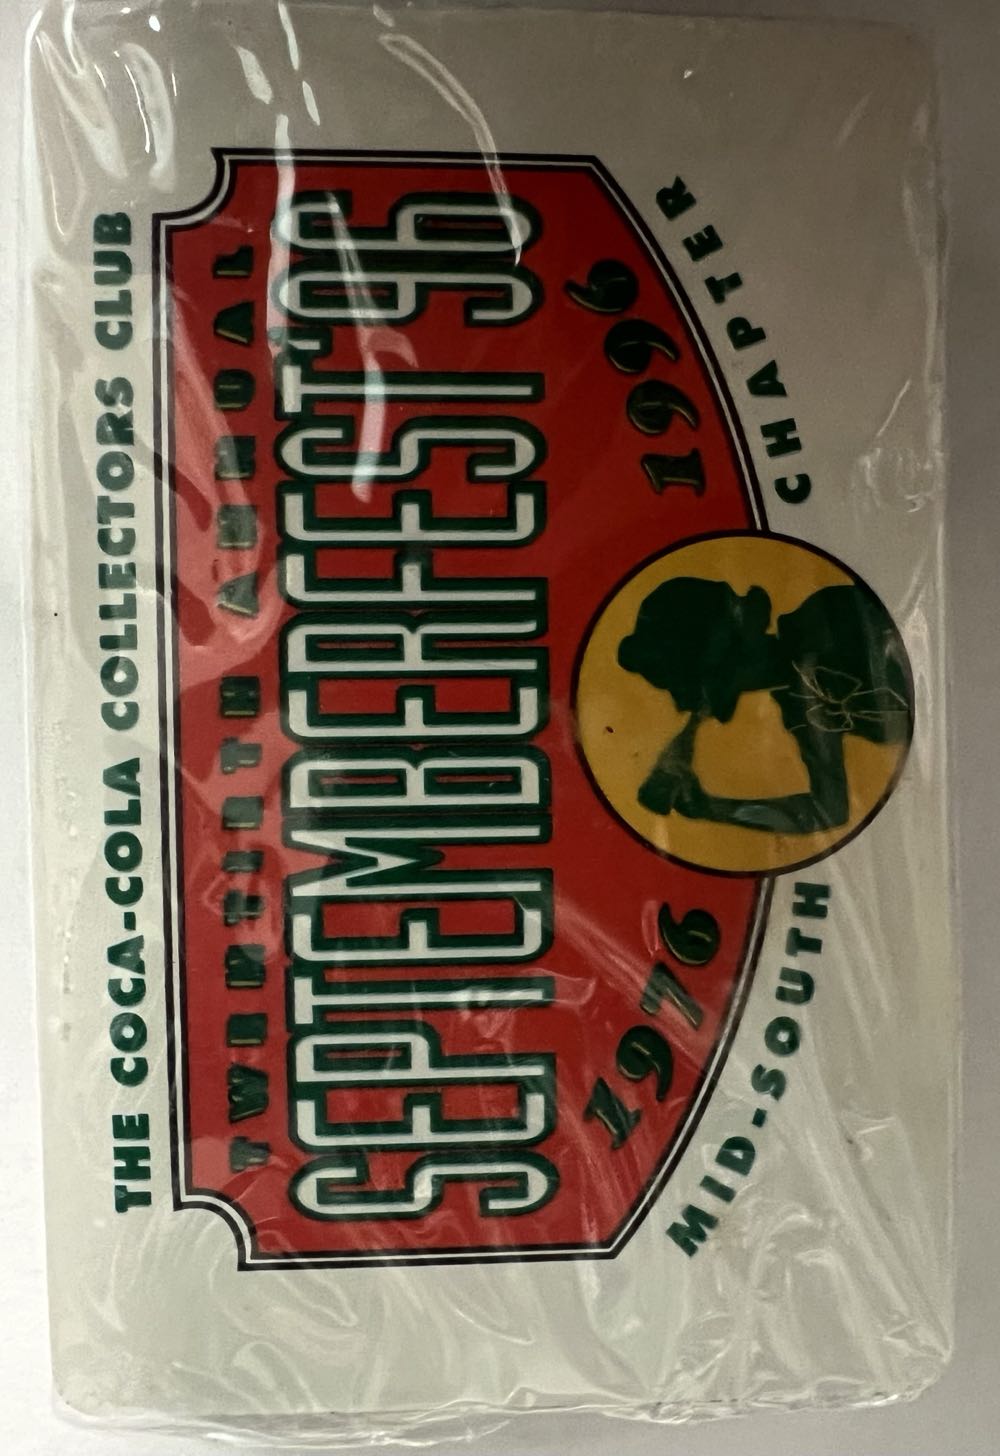 MID-SOUTH CHAPTER
1976 1996
SEPTEMBERFEST '96
TWENTIETH ANNUAL
THE COCA-COLA COLLECTORS CLUB